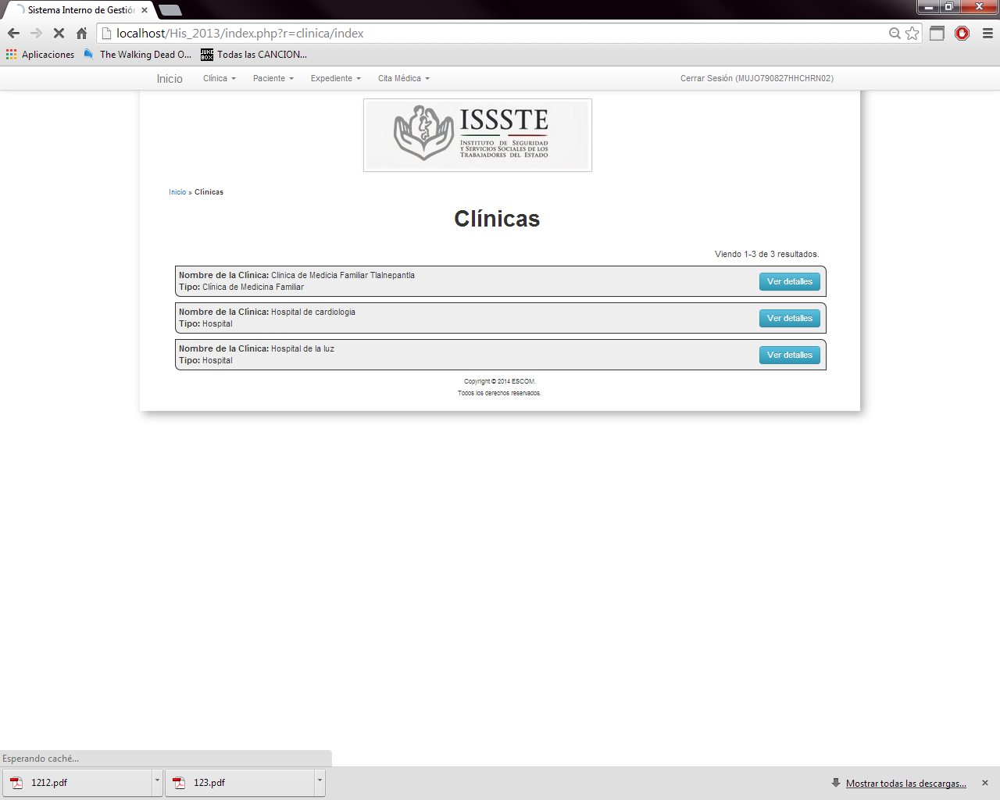 Sistema Interno de Gestión
localhost/His_2013/index.php?r=clinica/index
Aplicaciones The Walking Dead O... JUKE BOX Todas las CANCION...
Inicio Clínica Paciente Expediente Cita Médica Cerrar Sesión (MUJO790827HHCHRN02)
ISSSTE
INSTITUTO DE SEGURIDAD
Y SERVICIOS SOCIALES DE LOS
TRABAJADORES DEL ESTADO
Inicio » Clínicas
Clínicas
Viendo 1-3 de 3 resultados.
Nombre de la Clínica: Clinica de Medicia Familiar Tlalnepantla
Tipo: Clínica de Medicina Familiar
Ver detalles
Nombre de la Clínica: Hospital de cardiologia
Tipo: Hospital
Ver detalles
Nombre de la Clínica: Hospital de la luz
Tipo: Hospital
Ver detalles
Copyright © 2014 ESCOM.
Todos los derechos reservados.
Esperando caché...
1212.pdf 123.pdf Mostrar todas las descargas...